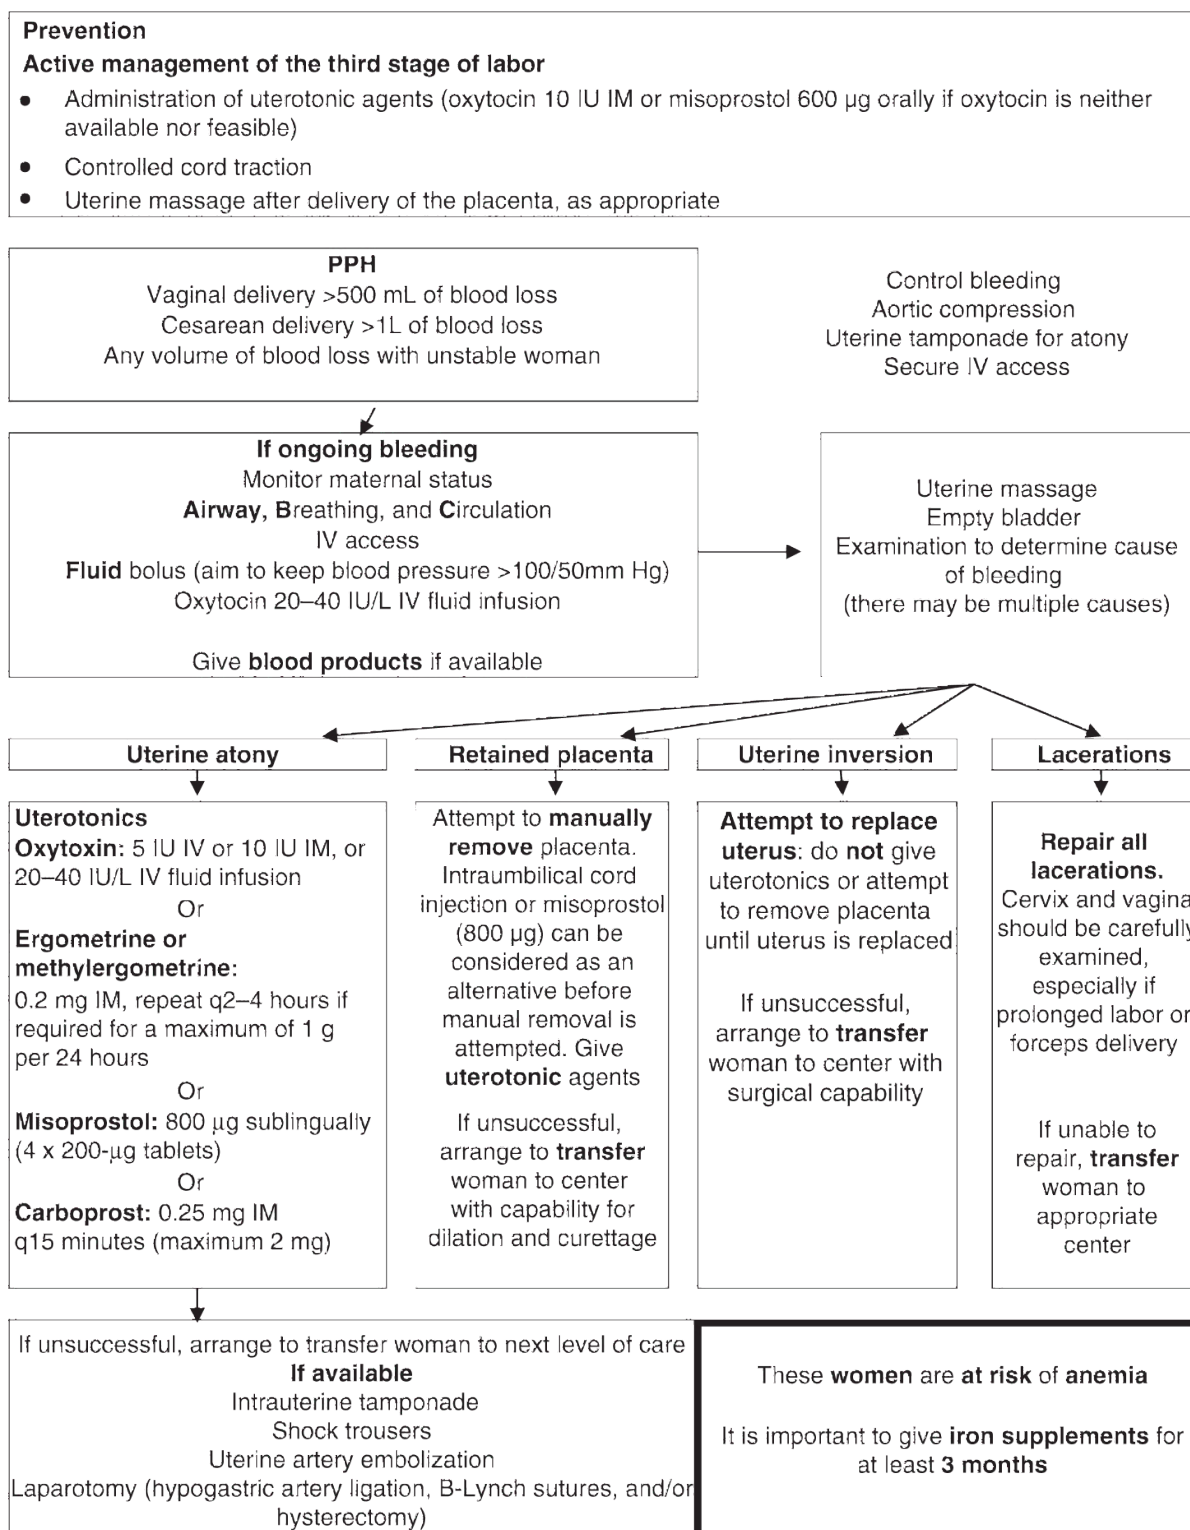 Prevention
Active management of the third stage of labor
• Administration of uterotonic agents (oxytocin 10 IU IM or misoprostol 600 µg orally if oxytocin is neither
available nor feasible)
• Controlled cord traction
• Uterine massage after delivery of the placenta, as appropriate
PPH
Vaginal delivery >500 mL of blood loss
Cesarean delivery >1L of blood loss
Any volume of blood loss with unstable woman
Control bleeding
Aortic compression
Uterine tamponade for atony
Secure IV access
If ongoing bleeding
Monitor maternal status
Airway, Breathing, and Circulation
IV access
Fluid bolus (aim to keep blood pressure >100/50mm Hg)
Oxytocin 20–40 IU/L IV fluid infusion
Give blood products if available
Uterine massage
Empty bladder
Examination to determine cause
of bleeding
(there may be multiple causes)
Uterine atony
Uterotonics
Oxytoxin: 5 IU IV or 10 IU IM, or
20–40 IU/L IV fluid infusion
Or
Ergometrine or
methylergometrine:
0.2 mg IM, repeat q2–4 hours if
required for a maximum of 1 g
per 24 hours
Or
Misoprostol: 800 µg sublingually
(4 x 200-µg tablets)
Or
Carboprost: 0.25 mg IM
q15 minutes (maximum 2 mg)
Retained placenta
Attempt to manually
remove placenta.
Intraumbilical cord
injection or misoprostol
(800 µg) can be
considered as an
alternative before
manual removal is
attempted. Give
uterotonic agents
If unsuccessful,
arrange to transfer
woman to center
with capability for
dilation and curettage
Uterine inversion
Attempt to replace
uterus: do not give
uterotonics or attempt
to remove placenta
until uterus is replaced
If unsuccessful,
arrange to transfer
woman to center with
surgical capability
Lacerations
Repair all
lacerations.
Cervix and vagina
should be carefully
examined,
especially if
prolonged labor or
forceps delivery
If unable to
repair, transfer
woman to
appropriate
center
If unsuccessful, arrange to transfer woman to next level of care
If available
Intrauterine tamponade
Shock trousers
Uterine artery embolization
Laparotomy (hypogastric artery ligation, B-Lynch sutures, and/or
hysterectomy)
These women are at risk of anemia
It is important to give iron supplements for
at least 3 months